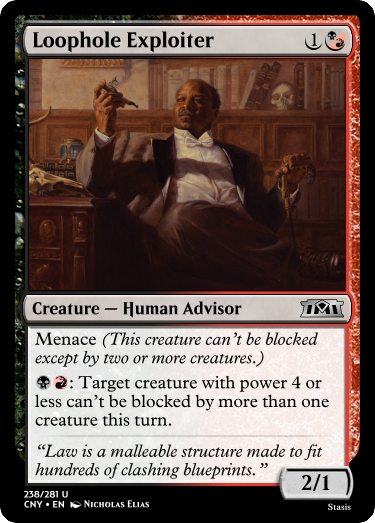 Loophole Exploiter 1
Creature — Human Advisor
Menace (This creature can't be blocked
except by two or more creatures.)
: Target creature with power 4 or
less can't be blocked by more than one
creature this turn.
"Law is a malleable structure made to fit
hundreds of clashing blueprints."
2/1
238/281 U
CNY • EN Nicholas Elias
Stasis